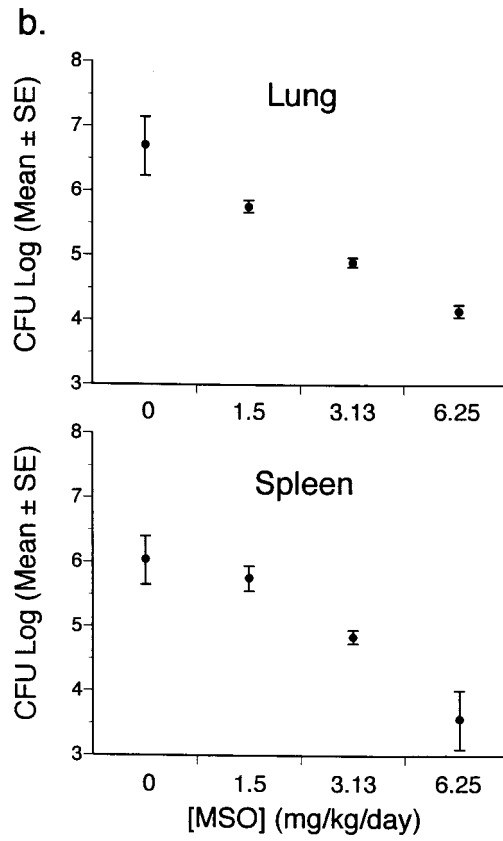 b.
CFU Log (Mean ± SE)
8
7
6
5
4
3
Lung
0 1.5 3.13 6.25
CFU Log (Mean ± SE)
8
7
6
5
4
3
Spleen
0 1.5 3.13 6.25
[MSO] (mg/kg/day)